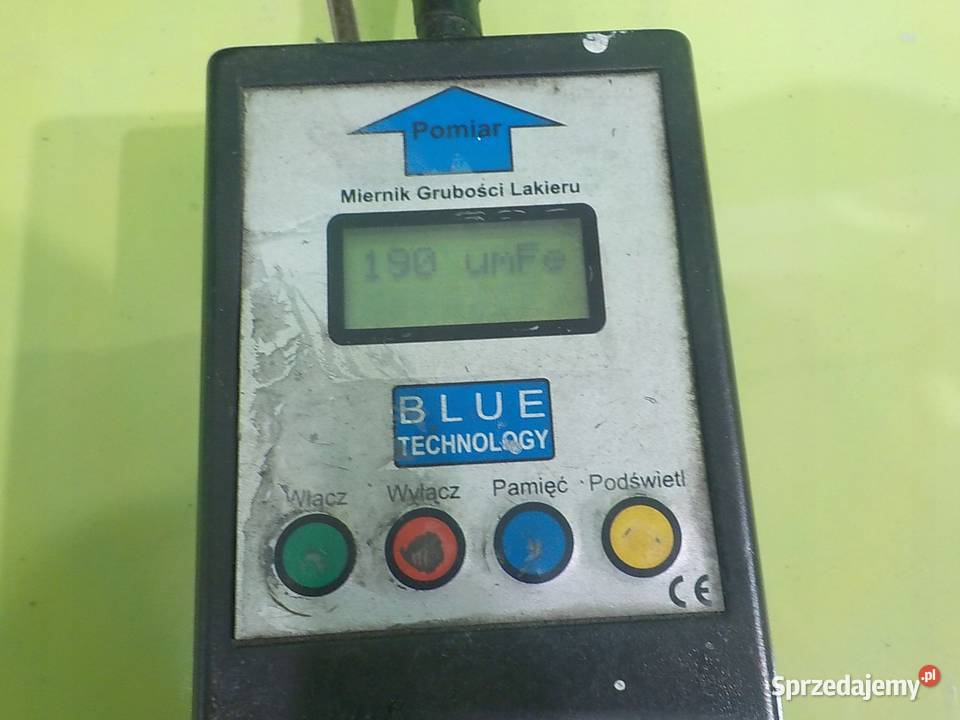 Pomiar
Miernik Grubości Lakieru
190 umFe
BLUE
TECHNOLOGY
Włącz Wyłącz Pamięć Podświetl
CE
Sprzedajemy.pl